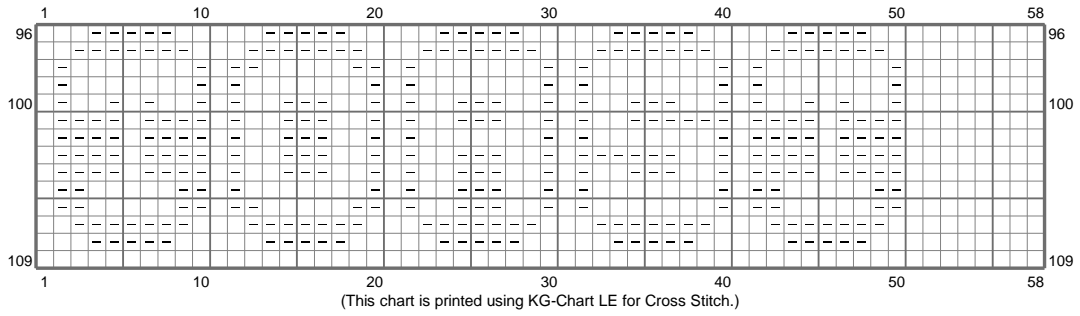 1 10 20 30 40 50 58
96 96
100 100
109 109
1 10 20 30 40 50 58
(This chart is printed using KG-Chart LE for Cross Stitch.)